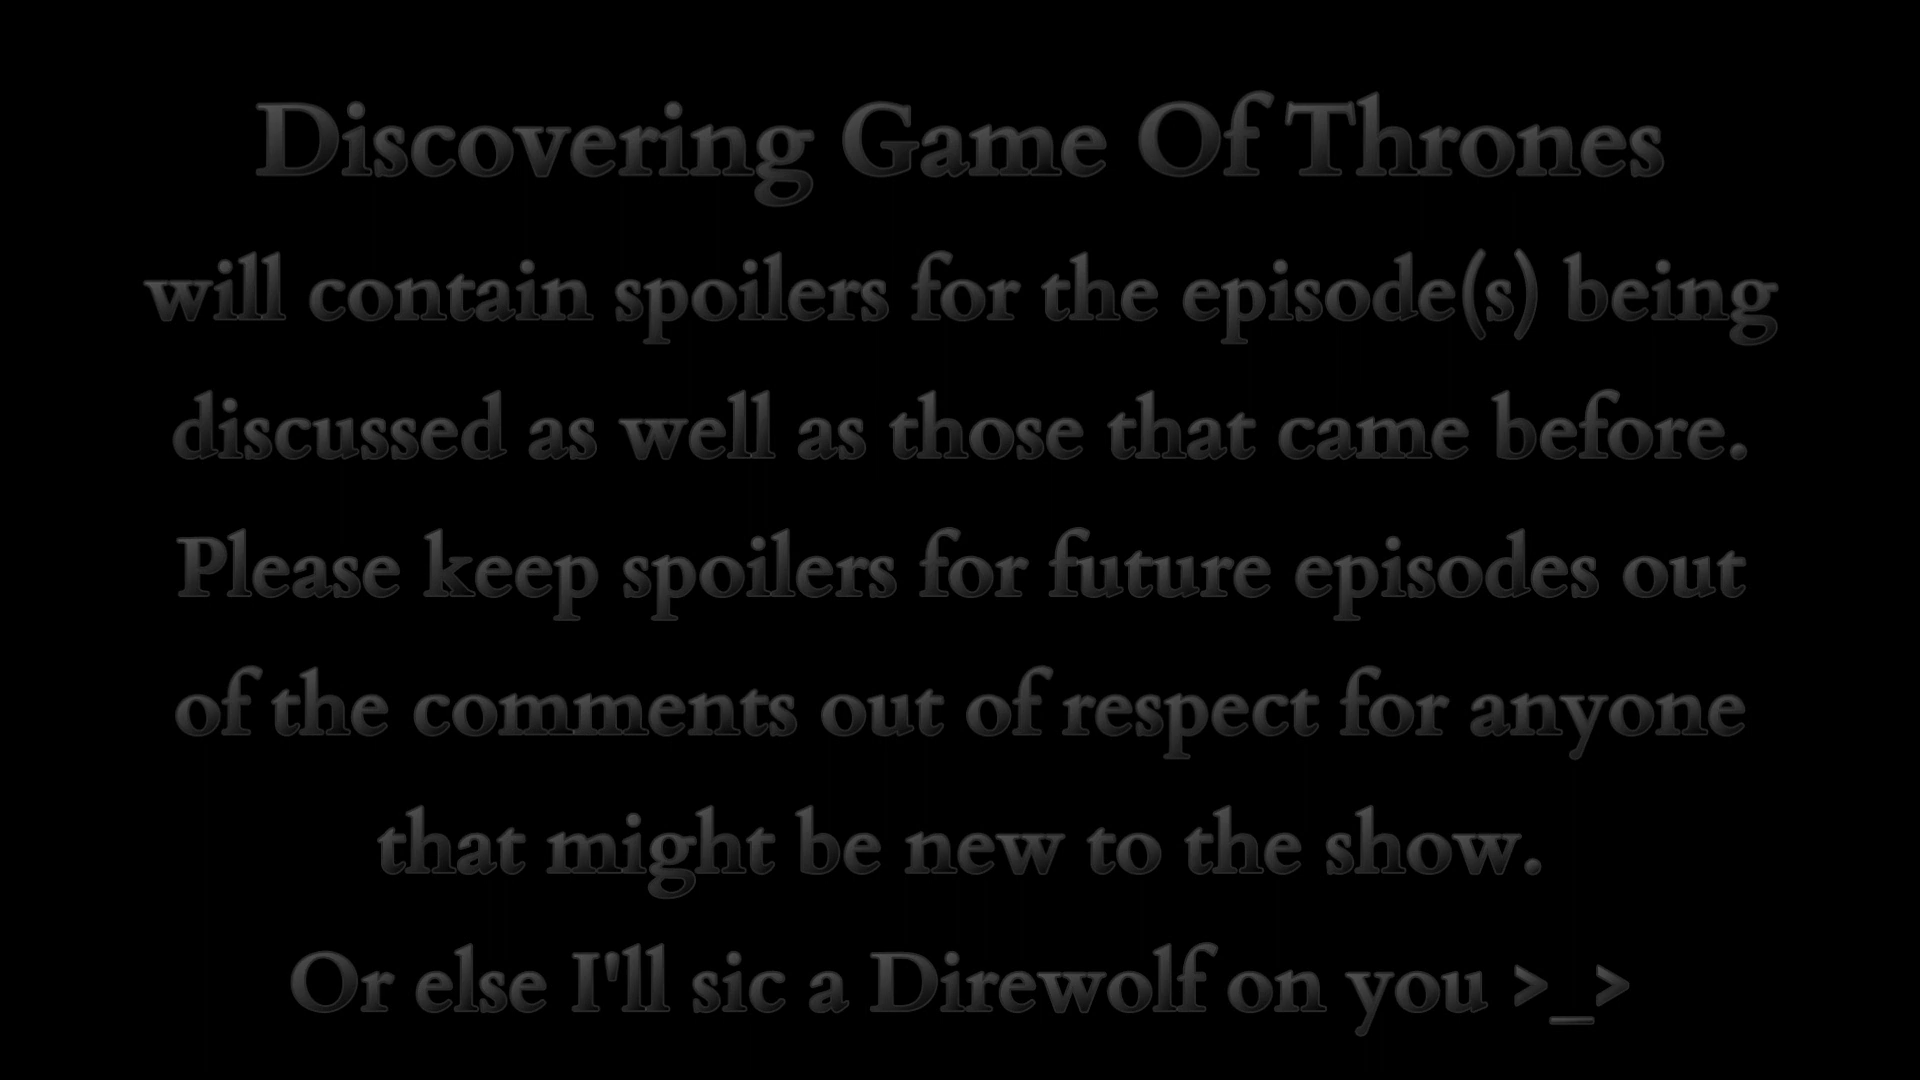 Discovering Game Of Thrones
will contain spoilers for the episode(s) being
discussed as well as those that came before.
Please keep spoilers for future episodes out
of the comments out of respect for anyone
that might be new to the show.
Or else I'll sic a Direwolf on you >_>